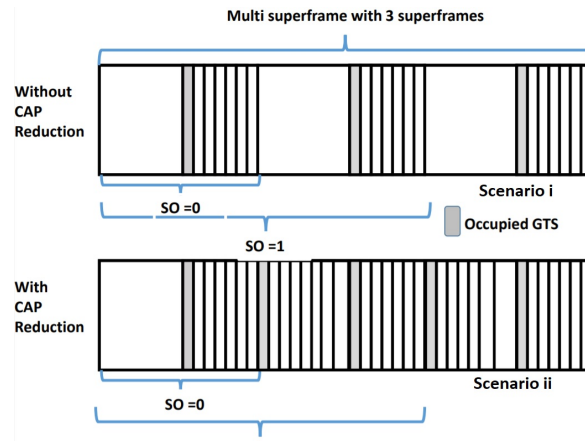 Multi superframe with 3 superframes
Without
CAP
Reduction
Scenario i
SO =0
Occupied GTS
SO =1
With
CAP
Reduction
Scenario ii
SO =0